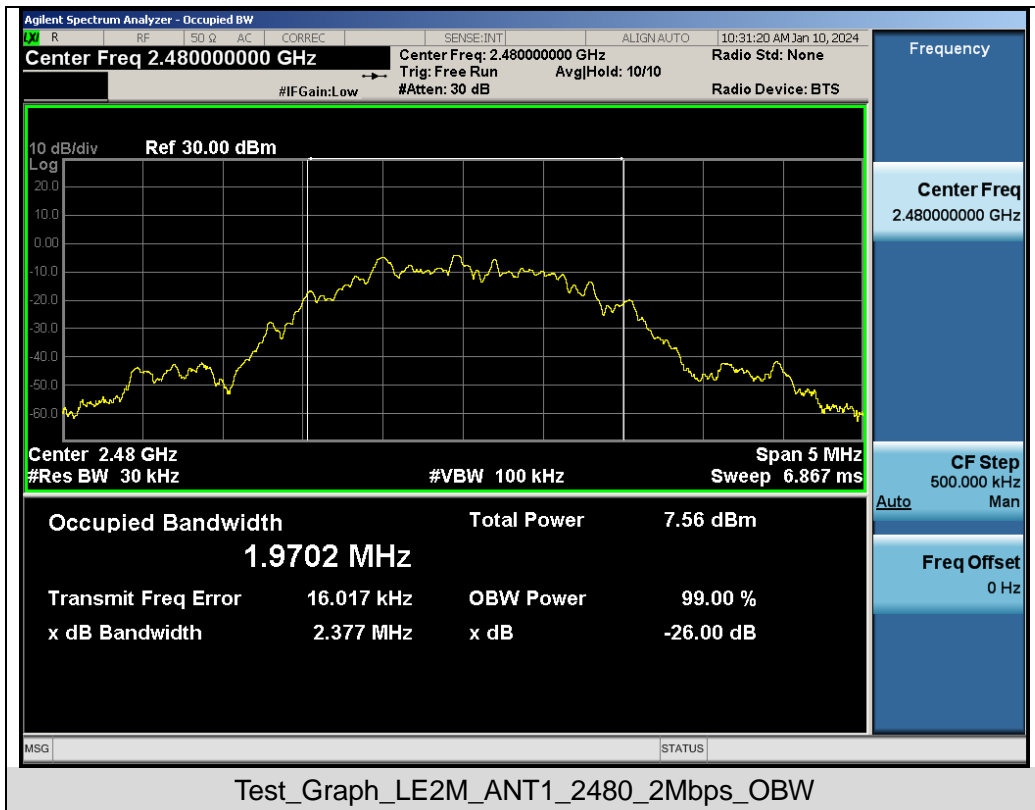 Agilent Spectrum Analyzer - Occupied BW
LXI R RF 50 Ω AC CORREC SENSE:INT ALIGN AUTO 10:31:20 AM Jan 10, 2024
Center Freq 2.480000000 GHz
Center Freq: 2.480000000 GHz Radio Std: None
Trig: Free Run Avg|Hold: 10/10
#IFGain:Low #Atten: 30 dB Radio Device: BTS
10 dB/div Ref 30.00 dBm
Log
20.0
10.0
0.00
-10.0
-20.0
-30.0
-40.0
-50.0
-60.0
Center 2.48 GHz Span 5 MHz
#Res BW 30 kHz #VBW 100 kHz Sweep 6.867 ms
Occupied Bandwidth Total Power 7.56 dBm
1.9702 MHz
Transmit Freq Error 16.017 kHz OBW Power 99.00 %
x dB Bandwidth 2.377 MHz x dB -26.00 dB
Frequency
Center Freq
2.480000000 GHz
CF Step
500.000 kHz
Auto Man
Freq Offset
0 Hz
MSG STATUS
Test_Graph_LE2M_ANT1_2480_2Mbps_OBW